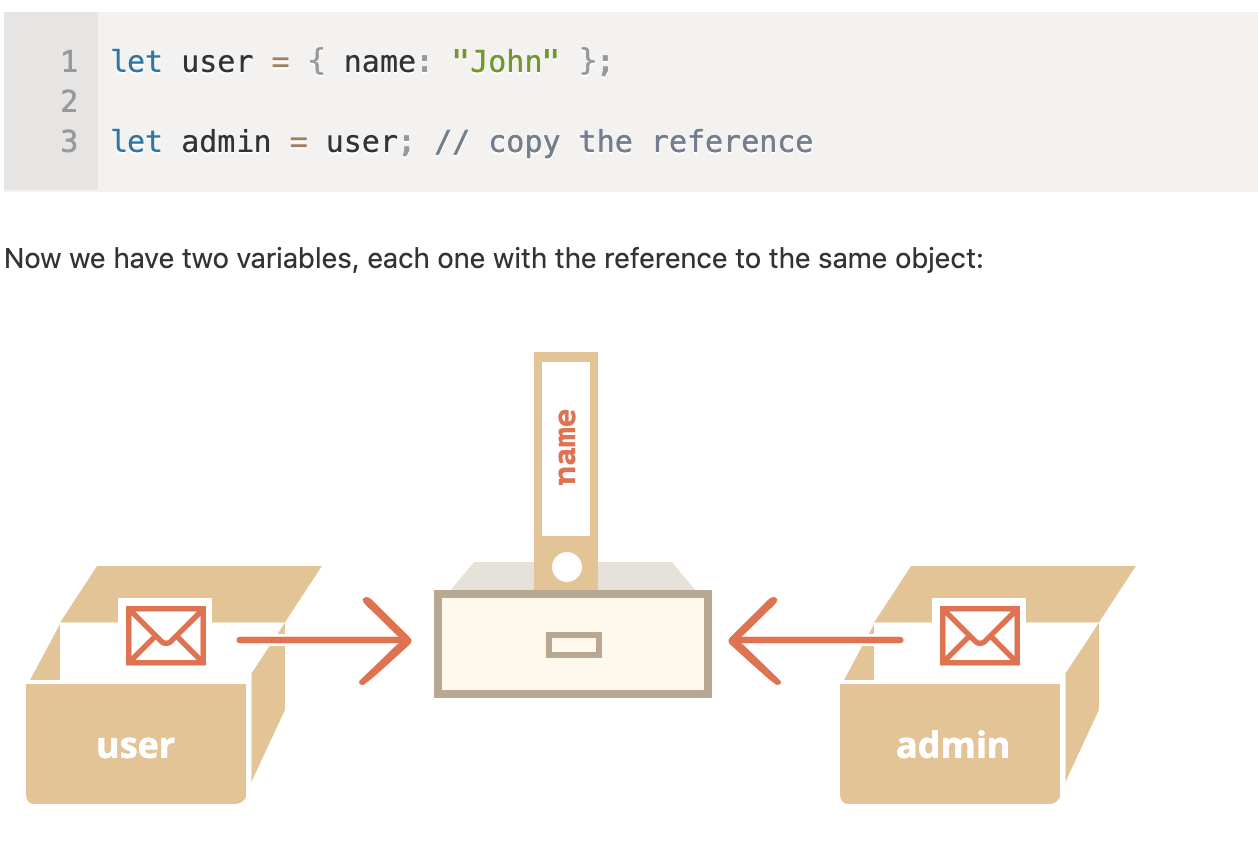 1 let user = { name: "John" };
2
3 let admin = user; // copy the reference
Now we have two variables, each one with the reference to the same object:
name
user
admin